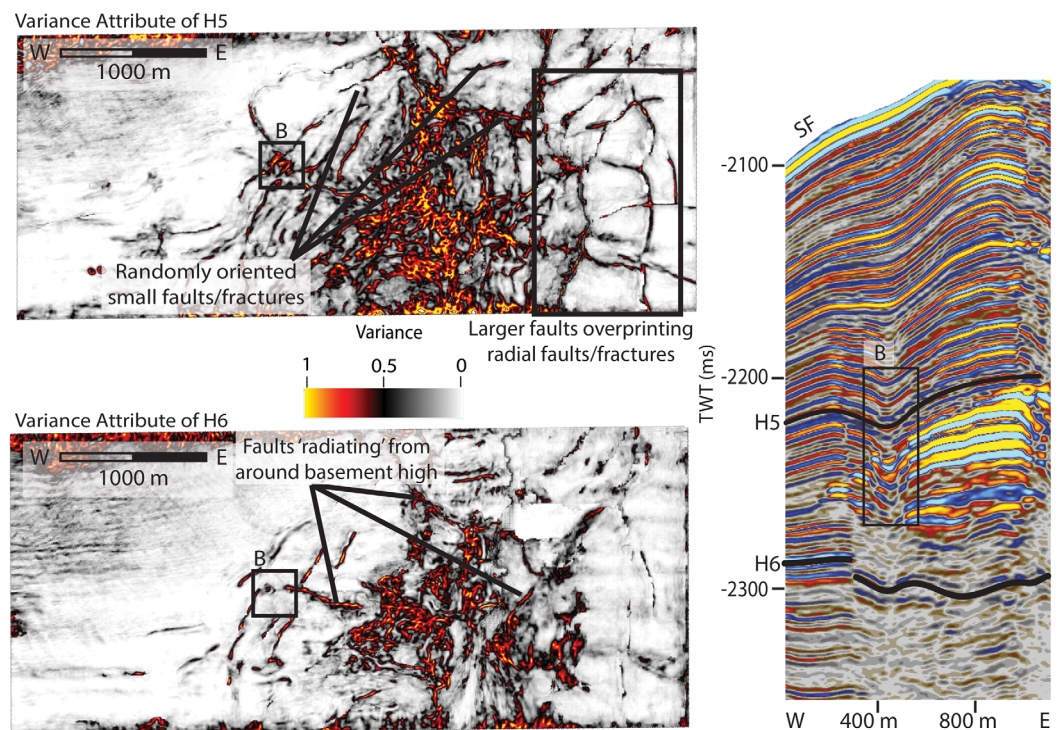 Variance Attribute of H5
W E
1000 m
B
Randomly oriented
small faults/fractures
Larger faults overprinting
radial faults/fractures
Variance
1 0.5 0
Variance Attribute of H6
W E
1000 m
Faults 'radiating' from
around basement high
B
SF
-2100
TWT (ms)
B
-2200
H5
H6
-2300
W 400 m 800 m E